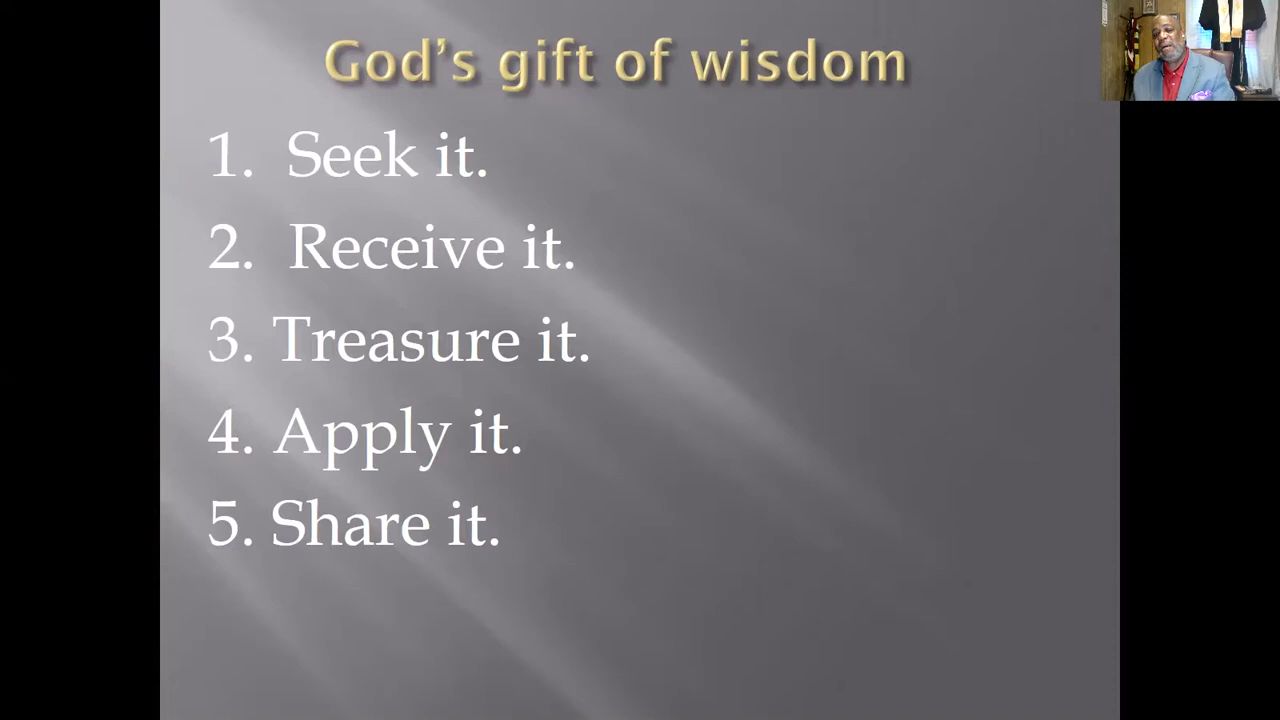 God's gift of wisdom
1. Seek it.
2. Receive it.
3. Treasure it.
4. Apply it.
5. Share it.